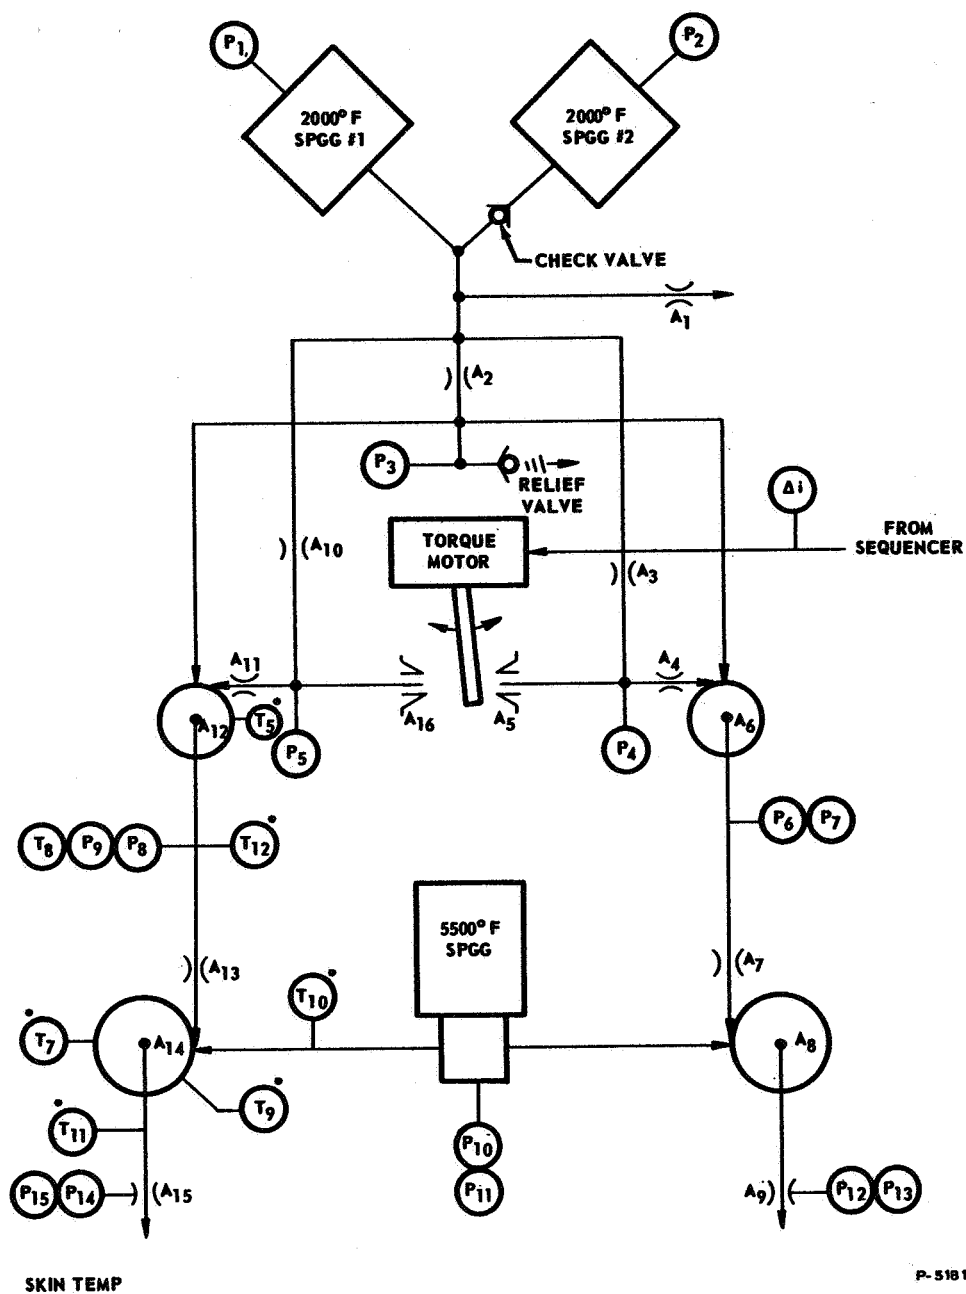 P1
P2
2000° F
SPGG #1
2000° F
SPGG #2
CHECK VALVE
A1
A2
P3
RELIEF
VALVE
Δi
FROM
SEQUENCER
TORQUE
MOTOR
A10
A3
A11
A4
A12
T5
A16
A5
A6
P5
P4
T8
P9
P8
T12
P6
P7
5500° F
SPGG
A13
A7
T10
T7
A14
A8
T9
T11
P10
P15
P14
A15
P11
A9
P12
P13
SKIN TEMP
P-5181